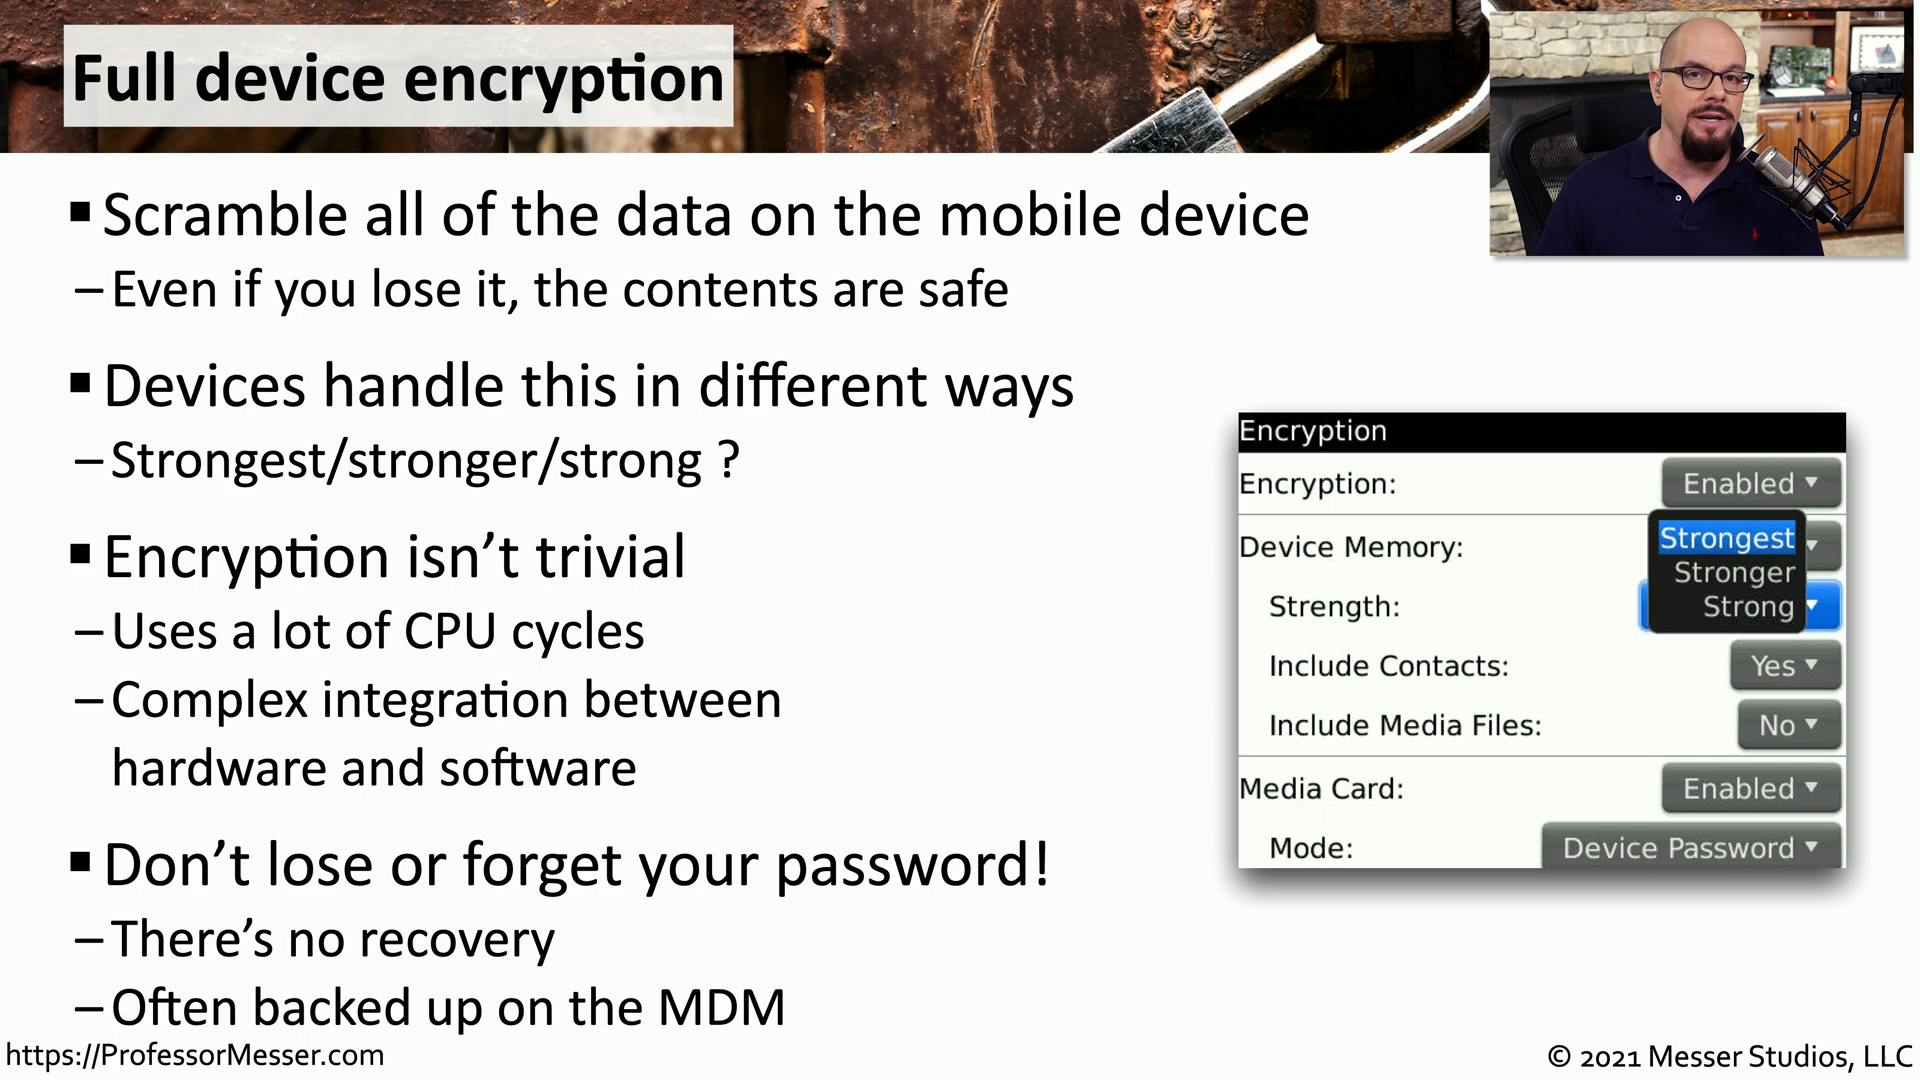 Full device encryption
▪ Scramble all of the data on the mobile device
– Even if you lose it, the contents are safe
▪ Devices handle this in different ways
– Strongest/stronger/strong ?
▪ Encryption isn’t trivial
– Uses a lot of CPU cycles
– Complex integration between
hardware and software
▪ Don’t lose or forget your password!
– There’s no recovery
– Often backed up on the MDM
Encryption
Encryption: Enabled
Strongest
Device Memory:
Stronger
Strength: Strong
Include Contacts: Yes
Include Media Files: No
Media Card: Enabled
Mode: Device Password
https://ProfessorMesser.com
© 2021 Messer Studios, LLC